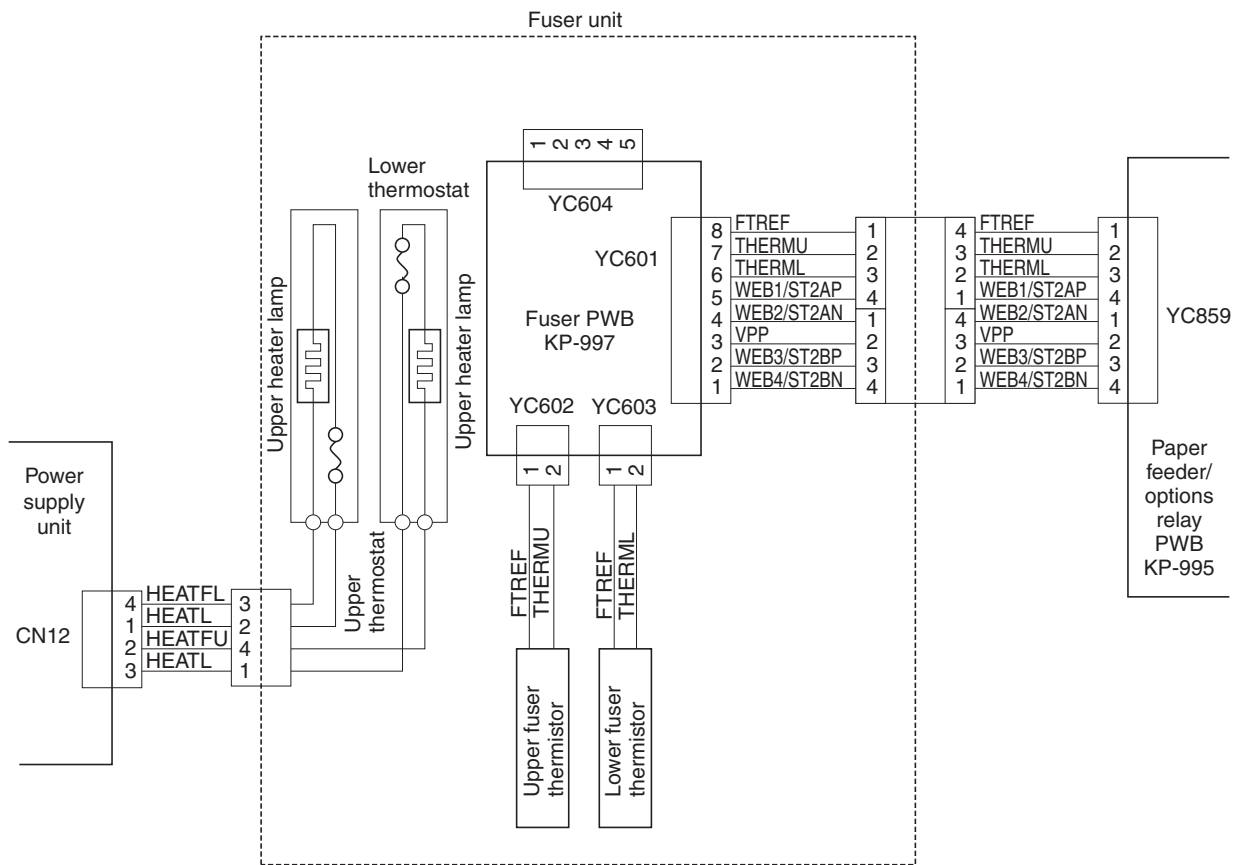 Fuser unit
1 2 3 4 5
YC604
Lower
thermostat
Upper heater lamp
Upper heater lamp
Upper
thermostat
YC601
Fuser PWB
KP-997
YC602
YC603
8 FTREF 1
7 THERMU 2
6 THERML 3
5 WEB1/ST2AP 4
4 WEB2/ST2AN 1
3 VPP 2
2 WEB3/ST2BP 3
1 WEB4/ST2BN 4
4 FTREF 1
3 THERMU 2
2 THERML 3
1 WEB1/ST2AP 4
4 WEB2/ST2AN 1
3 VPP 2
2 WEB3/ST2BP 3
1 WEB4/ST2BN 4
YC859
Paper
feeder/
options
relay
PWB
KP-995
Power
supply
unit
CN12
4 HEATFL 3
1 HEATL 2
2 HEATFU 4
3 HEATL 1
1 2
FTREF
THERMU
Upper fuser
thermistor
1 2
FTREF
THERML
Lower fuser
thermistor